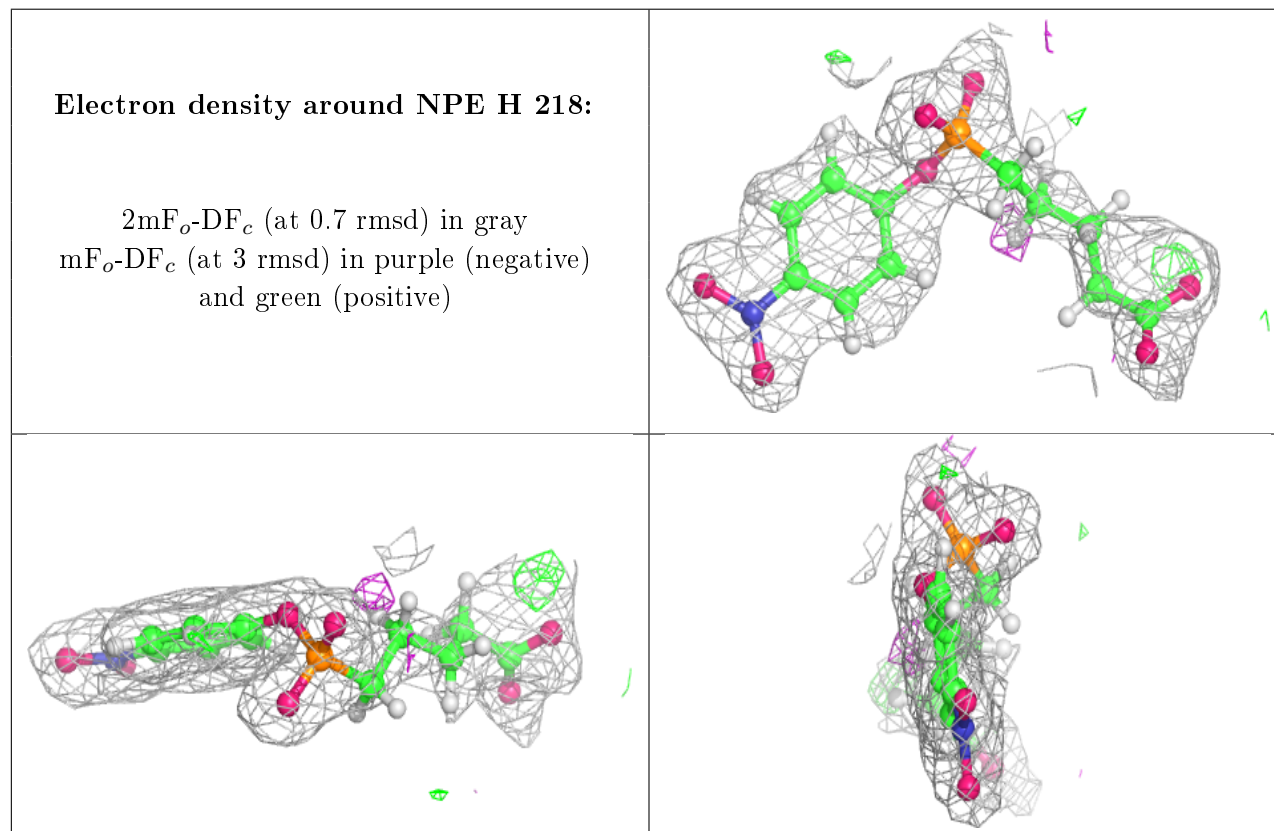 Electron density around NPE H 218:
2mFₒ-DF𝒸 (at 0.7 rmsd) in gray
mFₒ-DF𝒸 (at 3 rmsd) in purple (negative)
and green (positive)